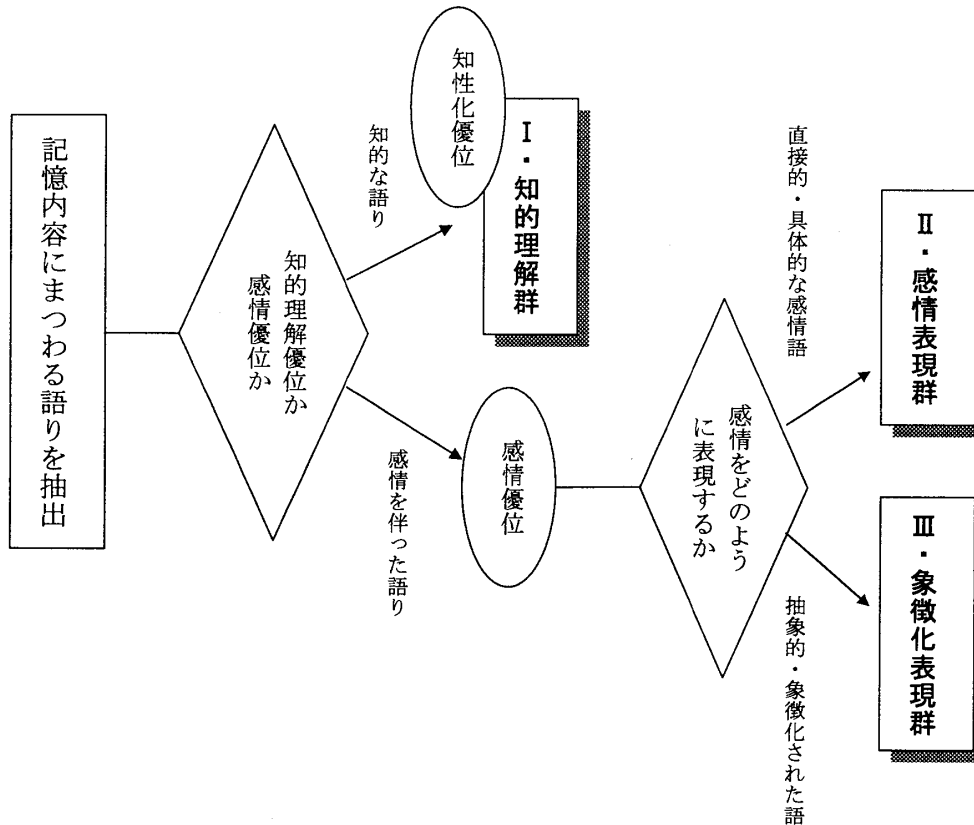 記憶内容にまつわる語りを抽出
知的理解優位か
感情優位か
知的な語り
知性化優位
Ⅰ・知的理解群
感情を伴った語り
感情優位
感情をどのよう
に表現するか
直接的・具体的な感情語
Ⅱ・感情表現群
抽象的・象徴化された語
Ⅲ・象徴化表現群